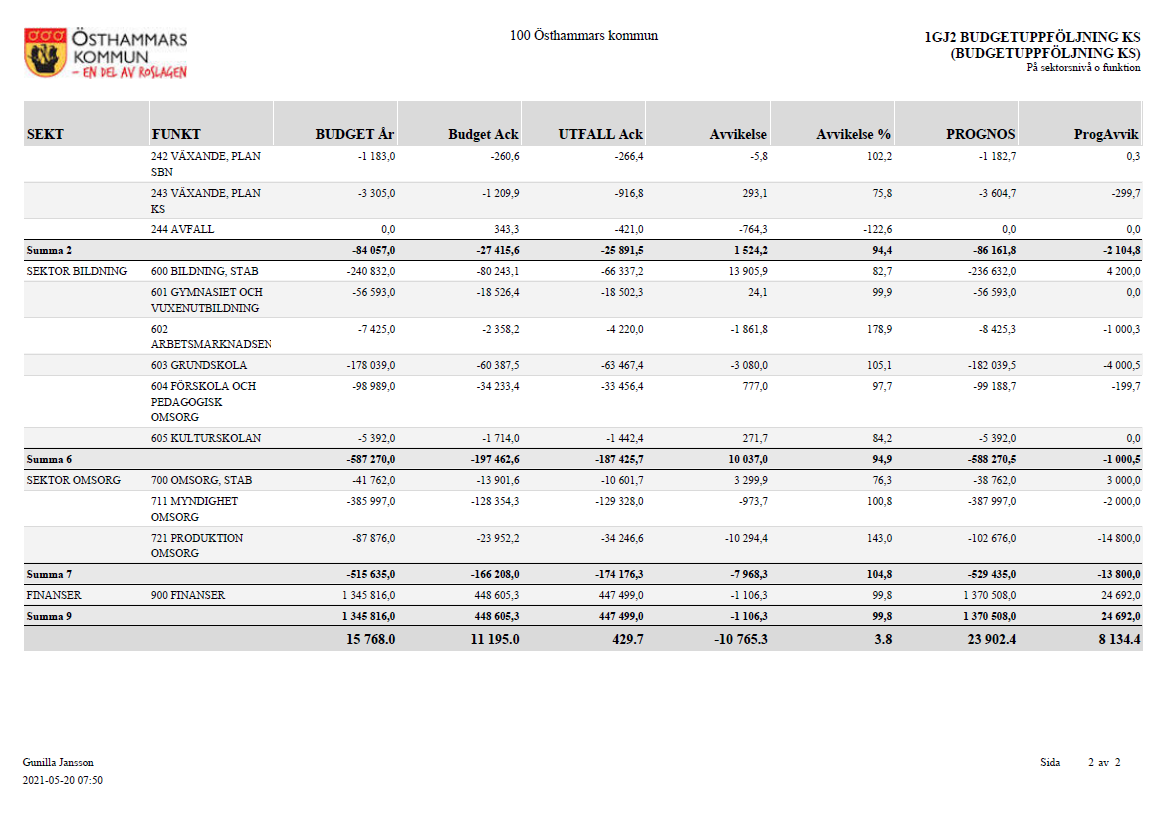 ÖSTHAMMARS
KOMMUN
– EN DEL AV ROSLAGEN
100 Östhammars kommun
1GJ2 BUDGETUPPFÖLJNING KS
(BUDGETUPPFÖLJNING KS)
På sektorsnivå o funktion
SEKT FUNKT BUDGET År Budget Ack UTFALL Ack Avvikelse Avvikelse % PROGNOS ProgAvvik
242 VÄXANDE, PLAN -1 183,0 -260,6 -266,4 -5,8 102,2 -1 182,7 0,3
SBN
243 VÄXANDE, PLAN -3 305,0 -1 209,9 -916,8 293,1 75,8 -3 604,7 -299,7
KS
244 AVFALL 0,0 343,3 -421,0 -764,3 -122,6 0,0 0,0
Summa 2 -84 057,0 -27 415,6 -25 891,5 1 524,2 94,4 -86 161,8 -2 104,8
SEKTOR BILDNING 600 BILDNING, STAB -240 832,0 -80 243,1 -66 337,2 13 905,9 82,7 -236 632,0 4 200,0
601 GYMNASIET OCH -56 593,0 -18 526,4 -18 502,3 24,1 99,9 -56 593,0 0,0
VUXENUTBILDNING
602 -7 425,0 -2 358,2 -4 220,0 -1 861,8 178,9 -8 425,3 -1 000,3
ARBETSMARKNADSEN
603 GRUNDSKOLA -178 039,0 -60 387,5 -63 467,4 -3 080,0 105,1 -182 039,5 -4 000,5
604 FÖRSKOLA OCH -98 989,0 -34 233,4 -33 456,4 777,0 97,7 -99 188,7 -199,7
PEDAGOGISK
OMSORG
605 KULTURSKOLAN -5 392,0 -1 714,0 -1 442,4 271,7 84,2 -5 392,0 0,0
Summa 6 -587 270,0 -197 462,6 -187 425,7 10 037,0 94,9 -588 270,5 -1 000,5
SEKTOR OMSORG 700 OMSORG, STAB -41 762,0 -13 901,6 -10 601,7 3 299,9 76,3 -38 762,0 3 000,0
711 MYNDIGHET -385 997,0 -128 354,3 -129 328,0 -973,7 100,8 -387 997,0 -2 000,0
OMSORG
721 PRODUKTION -87 876,0 -23 952,2 -34 246,6 -10 294,4 143,0 -102 676,0 -14 800,0
OMSORG
Summa 7 -515 635,0 -166 208,0 -174 176,3 -7 968,3 104,8 -529 435,0 -13 800,0
FINANSER 900 FINANSER 1 345 816,0 448 605,3 447 499,0 -1 106,3 99,8 1 370 508,0 24 692,0
Summa 9 1 345 816,0 448 605,3 447 499,0 -1 106,3 99,8 1 370 508,0 24 692,0
15 768.0 11 195.0 429.7 -10 765.3 3.8 23 902.4 8 134.4
Gunilla Jansson
2021-05-20 07:50
Sida 2 av 2